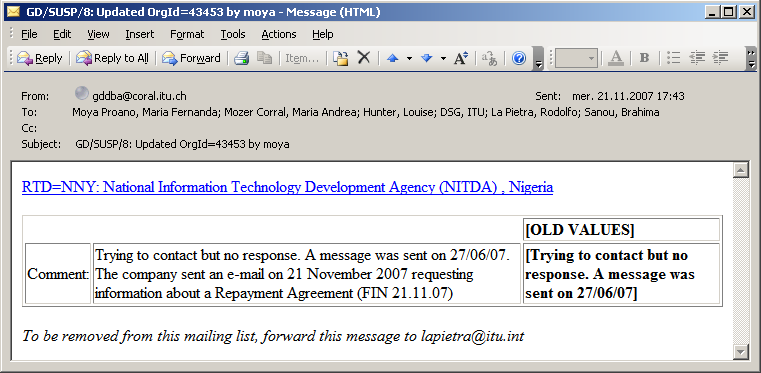 GD/SUSP/8: Updated OrgId=43453 by moya - Message (HTML)
File Edit View Insert Format Tools Actions Help
Reply Reply to All Forward Item...
From: gddba@coral.itu.ch Sent: mer. 21.11.2007 17:43
To: Moya Proano, Maria Fernanda; Mozer Corral, Maria Andrea; Hunter, Louise; DSG, ITU; La Pietra, Rodolfo; Sanou, Brahima
Cc:
Subject: GD/SUSP/8: Updated OrgId=43453 by moya
RTD=NNY: National Information Technology Development Agency (NITDA) , Nigeria
[OLD VALUES]
Comment:
Trying to contact but no response. A message was sent on 27/06/07.
The company sent an e-mail on 21 November 2007 requesting
information about a Repayment Agreement (FIN 21.11.07)
[Trying to contact but no
response. A message was
sent on 27/06/07]
To be removed from this mailing list, forward this message to lapietra@itu.int